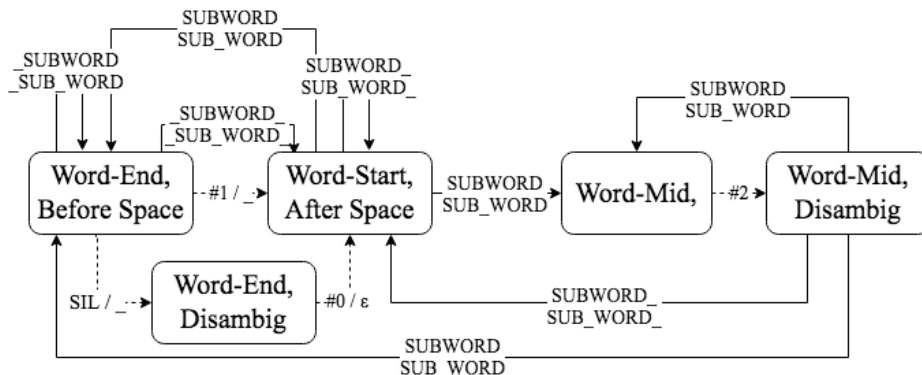 SUBWORD
SUB_WORD
_SUBWORD
_SUB_WORD
SUBWORD_
SUB_WORD_
SUBWORD
SUB_WORD
_SUBWORD_
_SUB_WORD_
Word-End,
Before Space
#1 / _
Word-Start,
After Space
SUBWORD
SUB_WORD
Word-Mid,
#2
Word-Mid,
Disambig
SIL / _
Word-End,
Disambig
#0 / ε
SUBWORD_
SUB_WORD_
SUBWORD
SUB_WORD